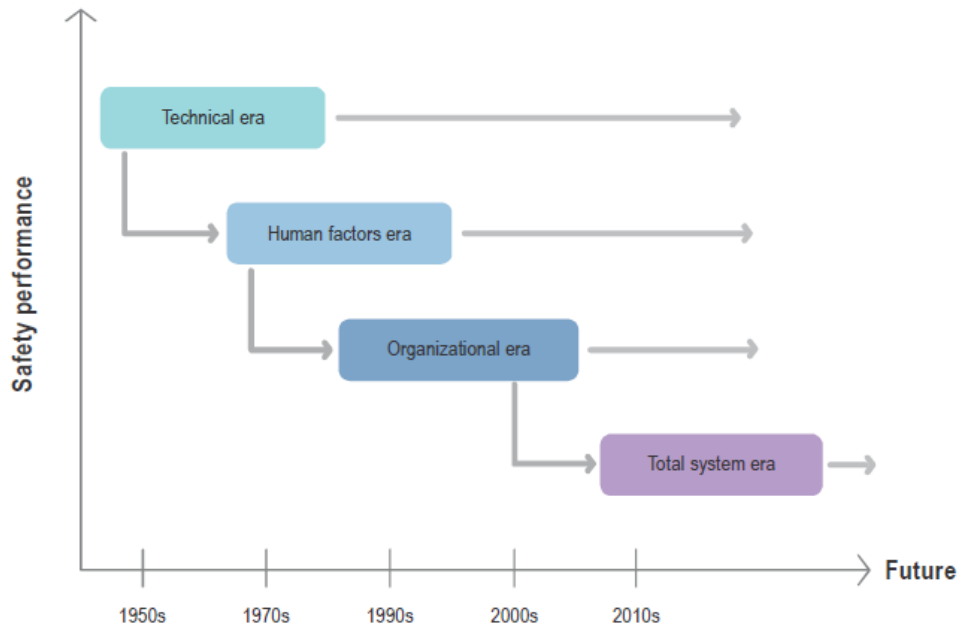 Safety performance
Technical era
Human factors era
Organizational era
Total system era
Future
1950s
1970s
1990s
2000s
2010s